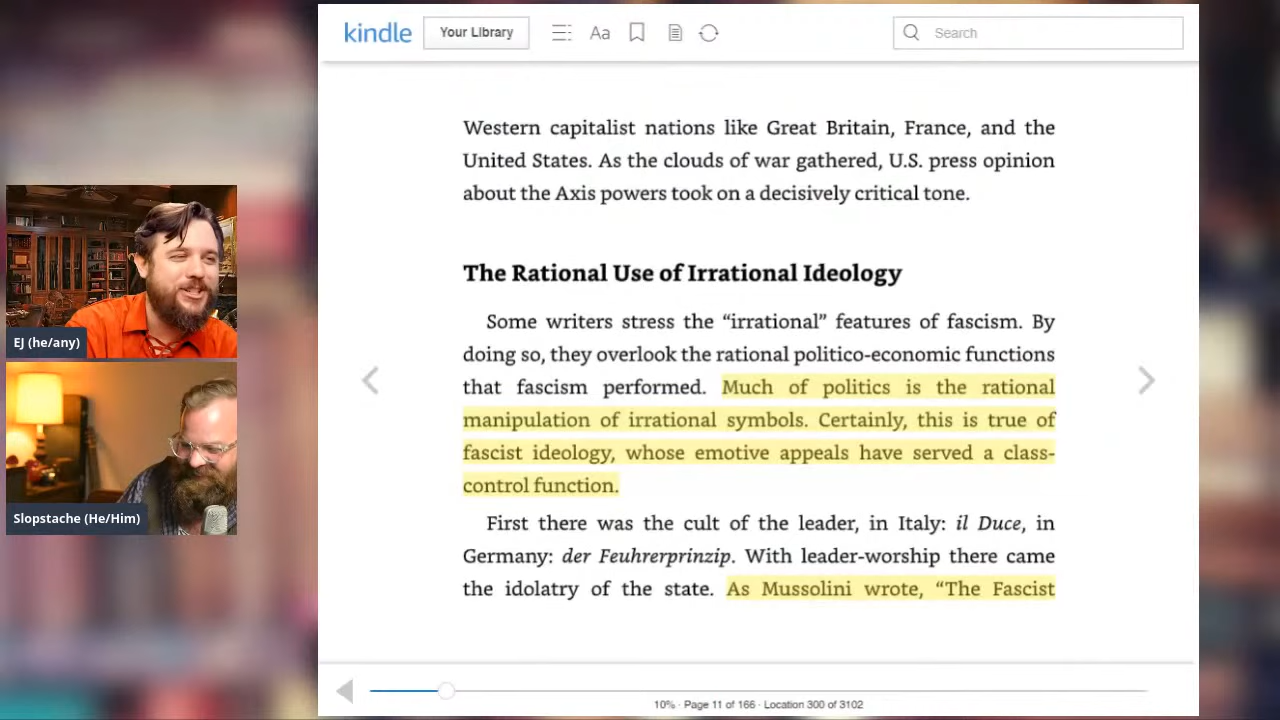 kindle
Your Library
Aa
Search
Western capitalist nations like Great Britain, France, and the
United States. As the clouds of war gathered, U.S. press opinion
about the Axis powers took on a decisively critical tone.
The Rational Use of Irrational Ideology
Some writers stress the “irrational” features of fascism. By
doing so, they overlook the rational politico-economic functions
that fascism performed. Much of politics is the rational
manipulation of irrational symbols. Certainly, this is true of
fascist ideology, whose emotive appeals have served a class-
control function.
First there was the cult of the leader, in Italy: il Duce, in
Germany: der Feuhrerprinzip. With leader-worship there came
the idolatry of the state. As Mussolini wrote, “The Fascist
10% · Page 11 of 166 · Location 300 of 3102
EJ (he/any)
Slopstache (He/Him)